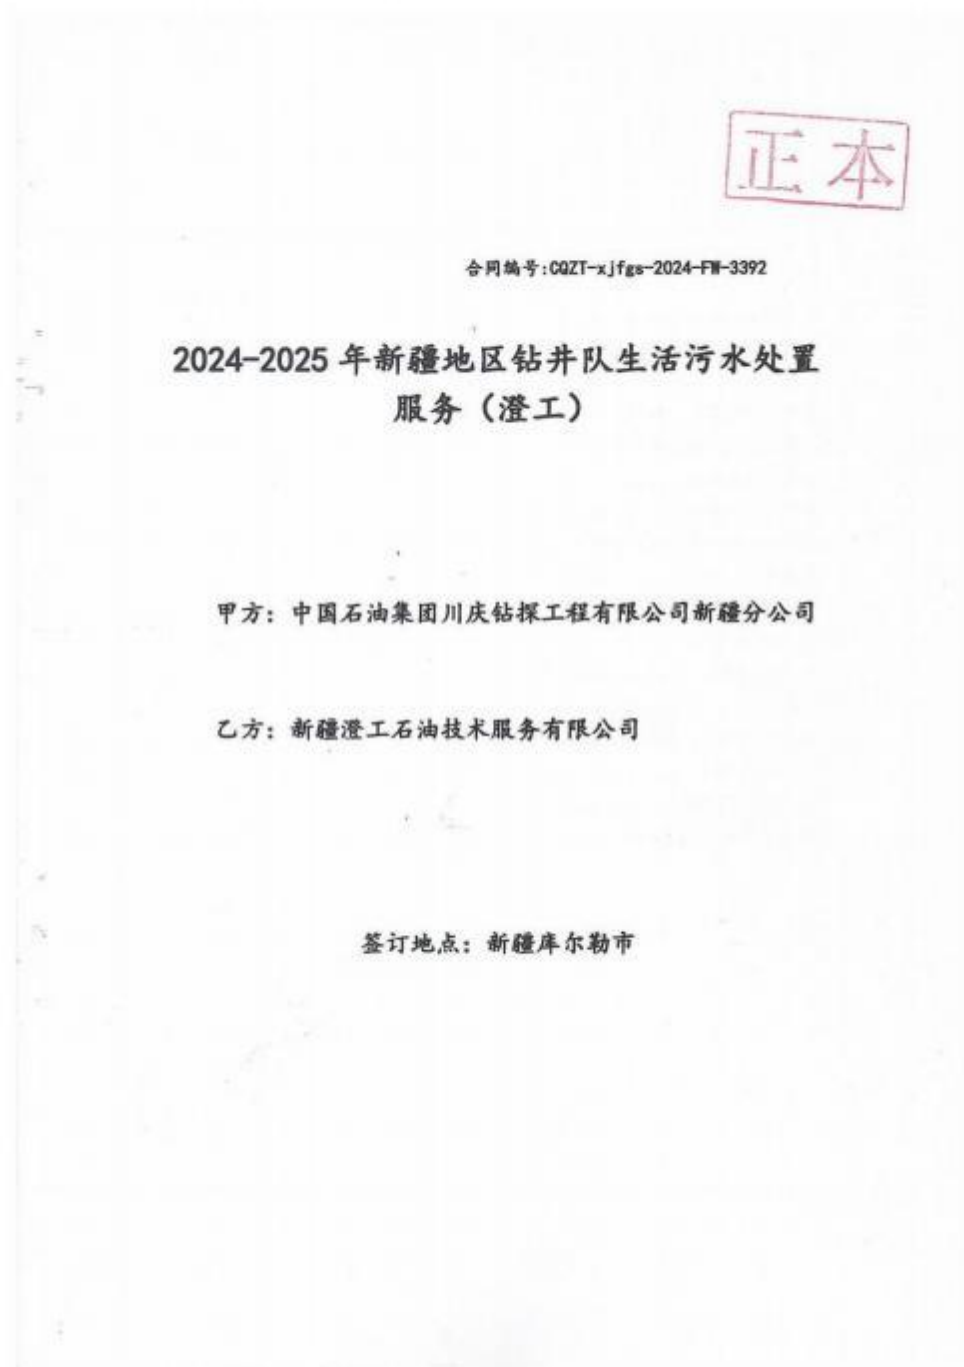 正本
合同编号:CQZT-xjfgs-2024-FW-3392
2024-2025 年新疆地区钻井队生活污水处置
服务（澄工）
甲方：中国石油集团川庆钻探工程有限公司新疆分公司
乙方：新疆澄工石油技术服务有限公司
签订地点：新疆库尔勒市